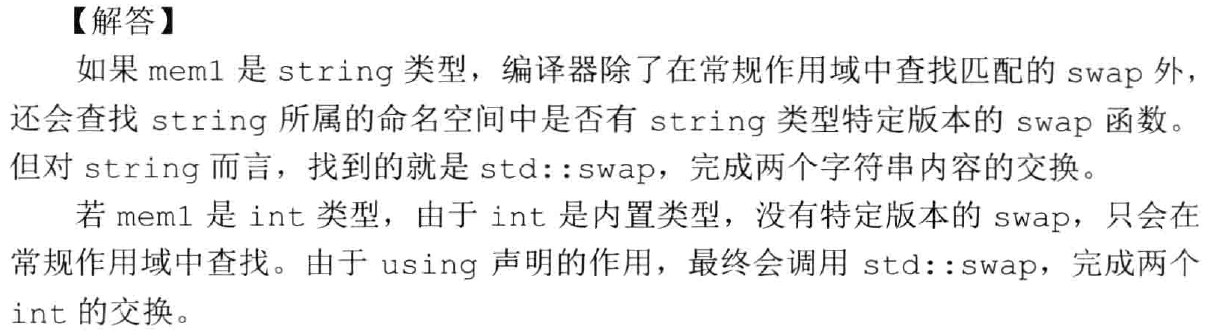 【解答】
如果 mem1 是 string 类型，编译器除了在常规作用域中查找匹配的 swap 外，
还会查找 string 所属的命名空间中是否有 string 类型特定版本的 swap 函数。
但对 string 而言，找到的就是 std::swap，完成两个字符串内容的交换。
若 mem1 是 int 类型，由于 int 是内置类型，没有特定版本的 swap，只会在
常规作用域中查找。由于 using 声明的作用，最终会调用 std::swap，完成两个
int 的交换。